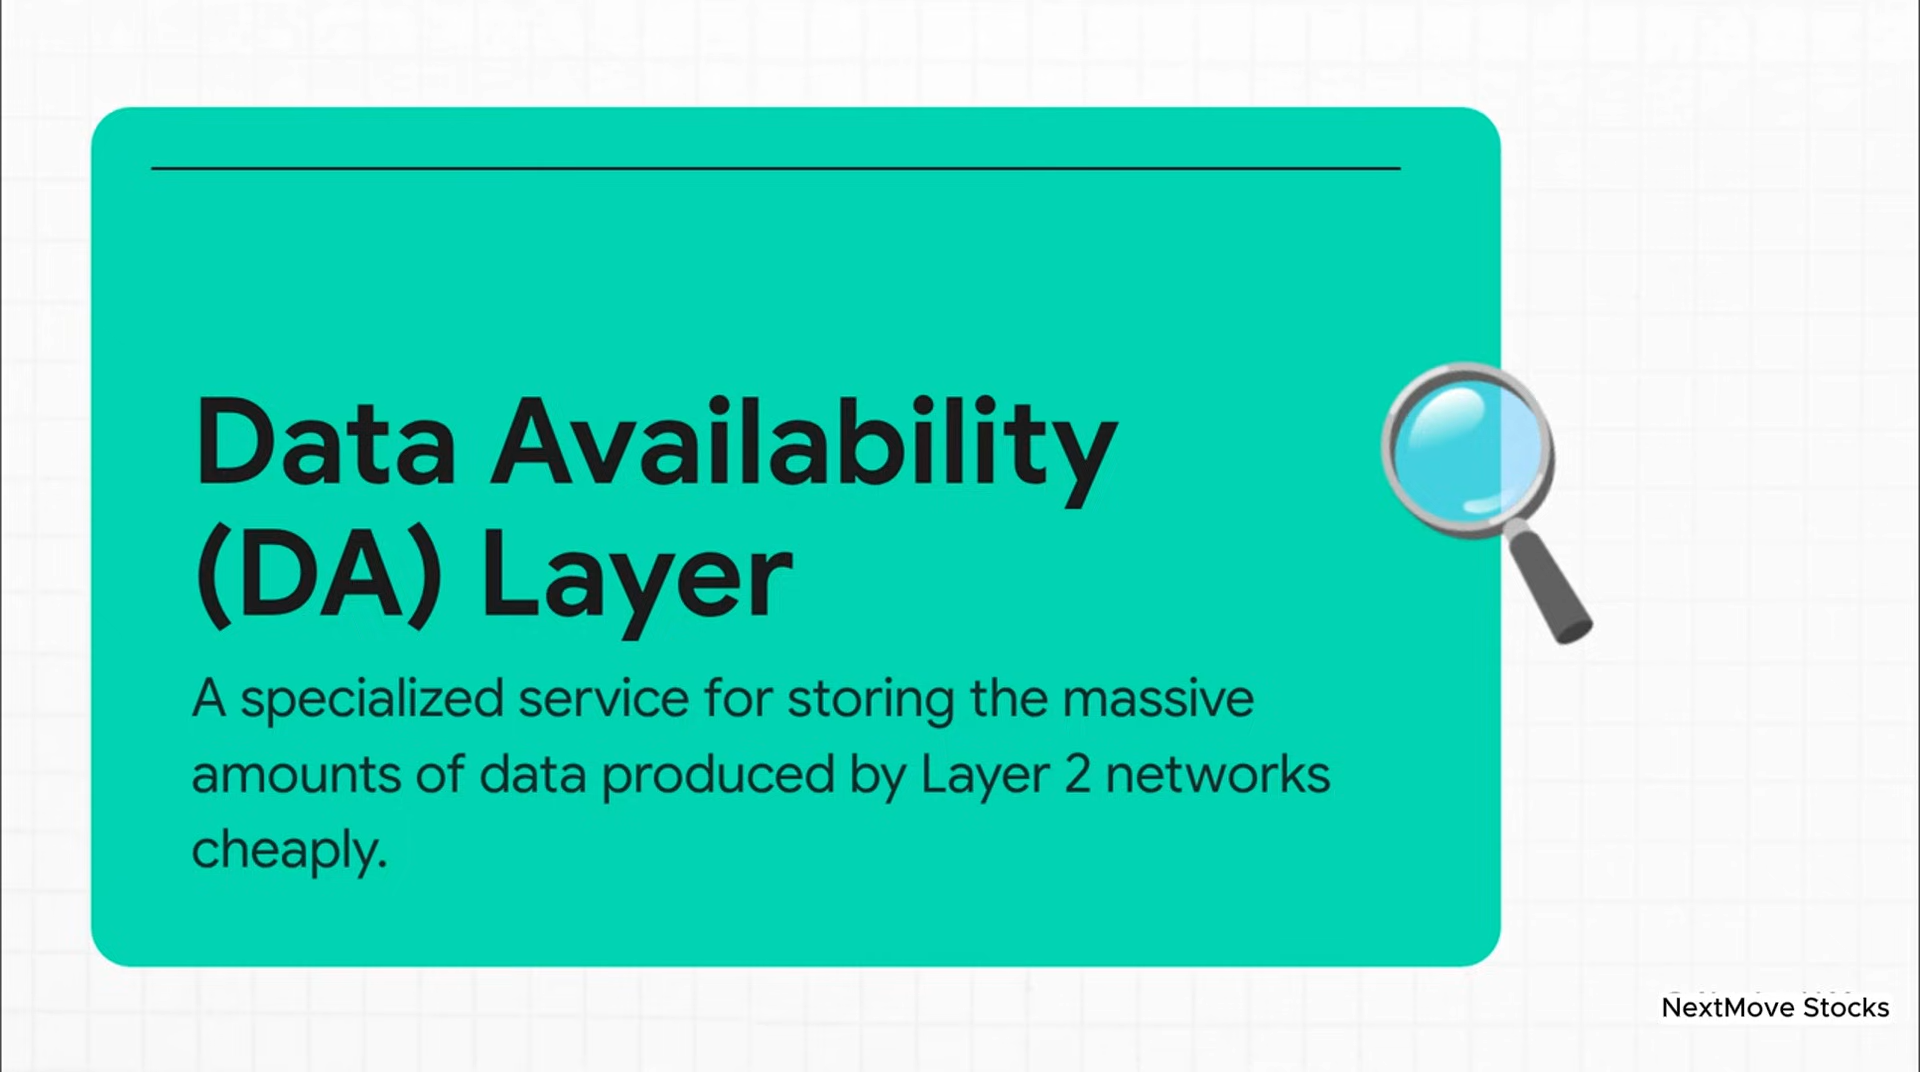 Data Availability
(DA) Layer
A specialized service for storing the massive
amounts of data produced by Layer 2 networks
cheaply.
NextMove Stocks